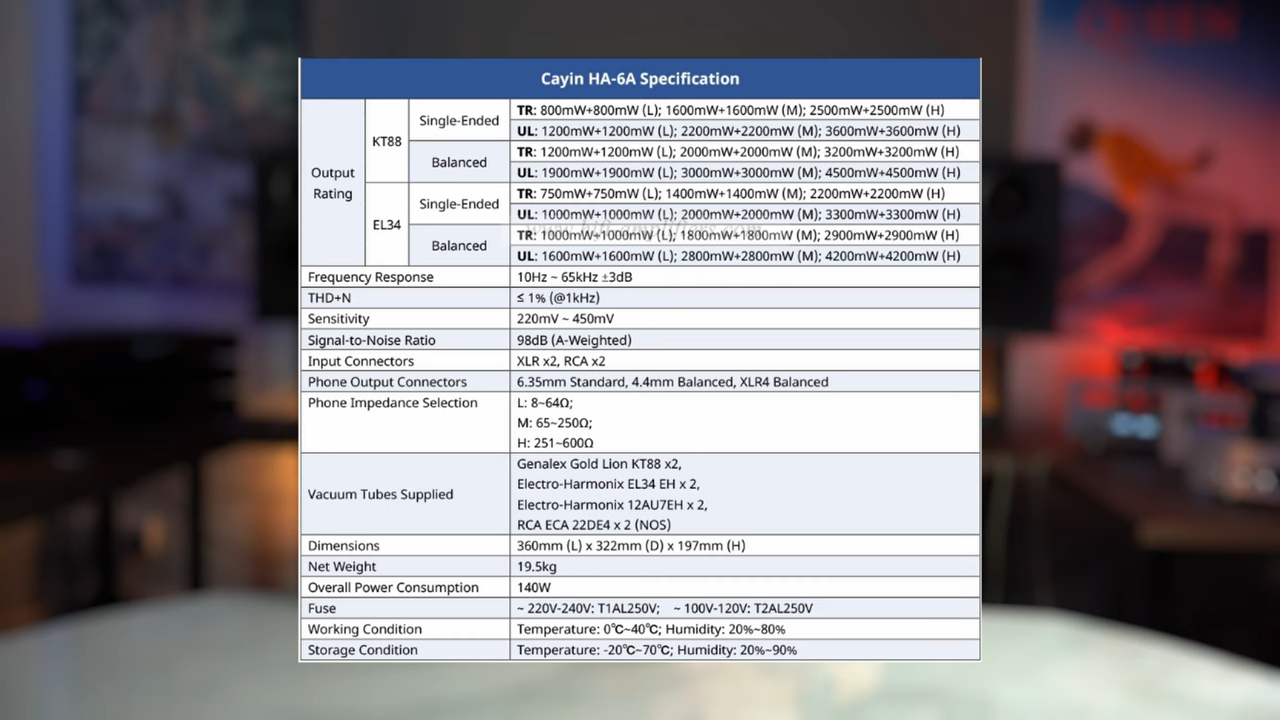 QUEEN
Cayin HA-6A Specification
Output
Rating
KT88
Single-Ended
TR: 800mW+800mW (L); 1600mW+1600mW (M); 2500mW+2500mW (H)
UL: 1200mW+1200mW (L); 2200mW+2200mW (M); 3600mW+3600mW (H)
Balanced
TR: 1200mW+1200mW (L); 2000mW+2000mW (M); 3200mW+3200mW (H)
UL: 1900mW+1900mW (L); 3000mW+3000mW (M); 4500mW+4500mW (H)
EL34
Single-Ended
TR: 750mW+750mW (L); 1400mW+1400mW (M); 2200mW+2200mW (H)
UL: 1000mW+1000mW (L); 2000mW+2000mW (M); 3300mW+3300mW (H)
www.hifi-amplifiers.com
Balanced
TR: 1000mW+1000mW (L); 1800mW+1800mW (M); 2900mW+2900mW (H)
UL: 1600mW+1600mW (L); 2800mW+2800mW (M); 4200mW+4200mW (H)
Frequency Response 10Hz ~ 65kHz ±3dB
THD+N ≤ 1% (@1kHz)
Sensitivity 220mV ~ 450mV
Signal-to-Noise Ratio 98dB (A-Weighted)
Input Connectors XLR x2, RCA x2
Phone Output Connectors 6.35mm Standard, 4.4mm Balanced, XLR4 Balanced
Phone Impedance Selection L: 8~64Ω;
M: 65~250Ω;
H: 251~600Ω
Vacuum Tubes Supplied
Genalex Gold Lion KT88 x2,
Electro-Harmonix EL34 EH x 2,
Electro-Harmonix 12AU7EH x 2,
RCA ECA 22DE4 x 2 (NOS)
Dimensions 360mm (L) x 322mm (D) x 197mm (H)
Net Weight 19.5kg
Overall Power Consumption 140W
Fuse ~ 220V-240V: T1AL250V; ~ 100V-120V: T2AL250V
Working Condition Temperature: 0℃~40℃; Humidity: 20%~80%
Storage Condition Temperature: -20℃~70℃; Humidity: 20%~90%